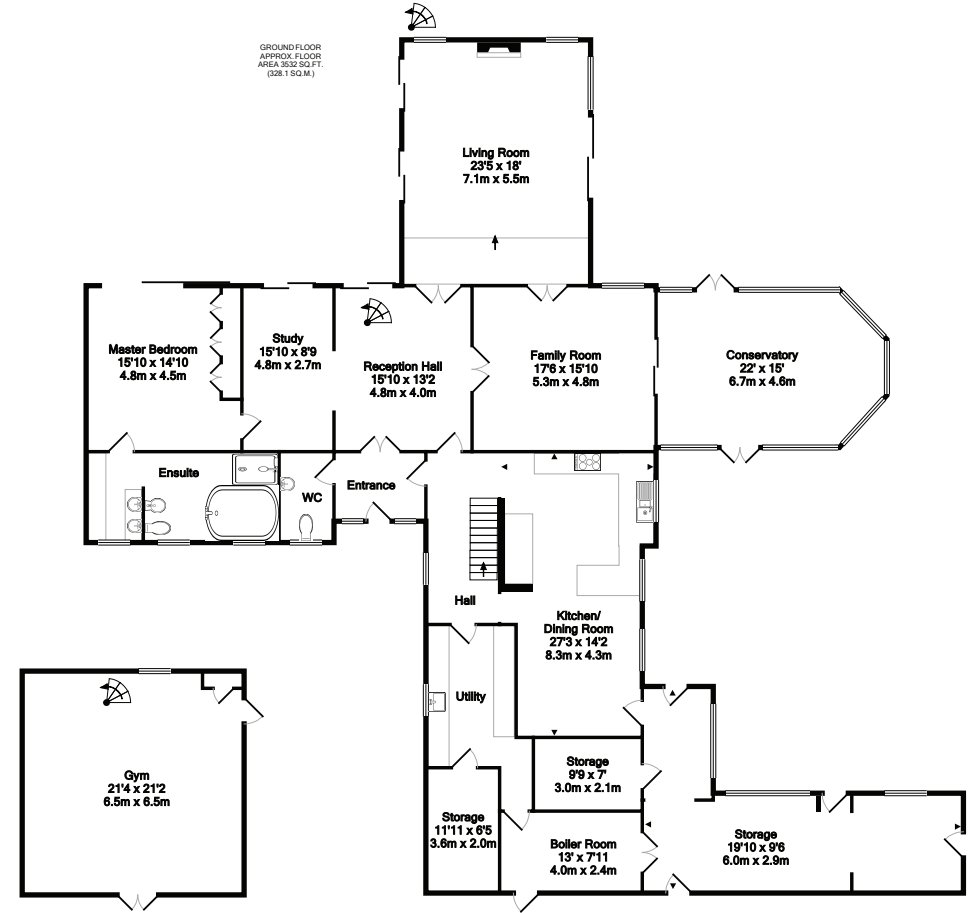 GROUND FLOOR
APPROX. FLOOR
AREA 3532 SQ.FT.
(328.1 SQ.M.)
Living Room
23'5 x 18'
7.1m x 5.5m
Master Bedroom
15'10 x 14'10
4.8m x 4.5m
Study
15'10 x 8'9
4.8m x 2.7m
Reception Hall
15'10 x 13'2
4.8m x 4.0m
Family Room
17'6 x 15'10
5.3m x 4.8m
Conservatory
22' x 15'
6.7m x 4.6m
Ensuite
WC
Entrance
Hall
Kitchen/
Dining Room
27'3 x 14'2
8.3m x 4.3m
Utility
Gym
21'4 x 21'2
6.5m x 6.5m
Storage
9'9 x 7'
3.0m x 2.1m
Storage
11'11 x 6'5
3.6m x 2.0m
Boiler Room
13' x 7'11
4.0m x 2.4m
Storage
19'10 x 9'6
6.0m x 2.9m